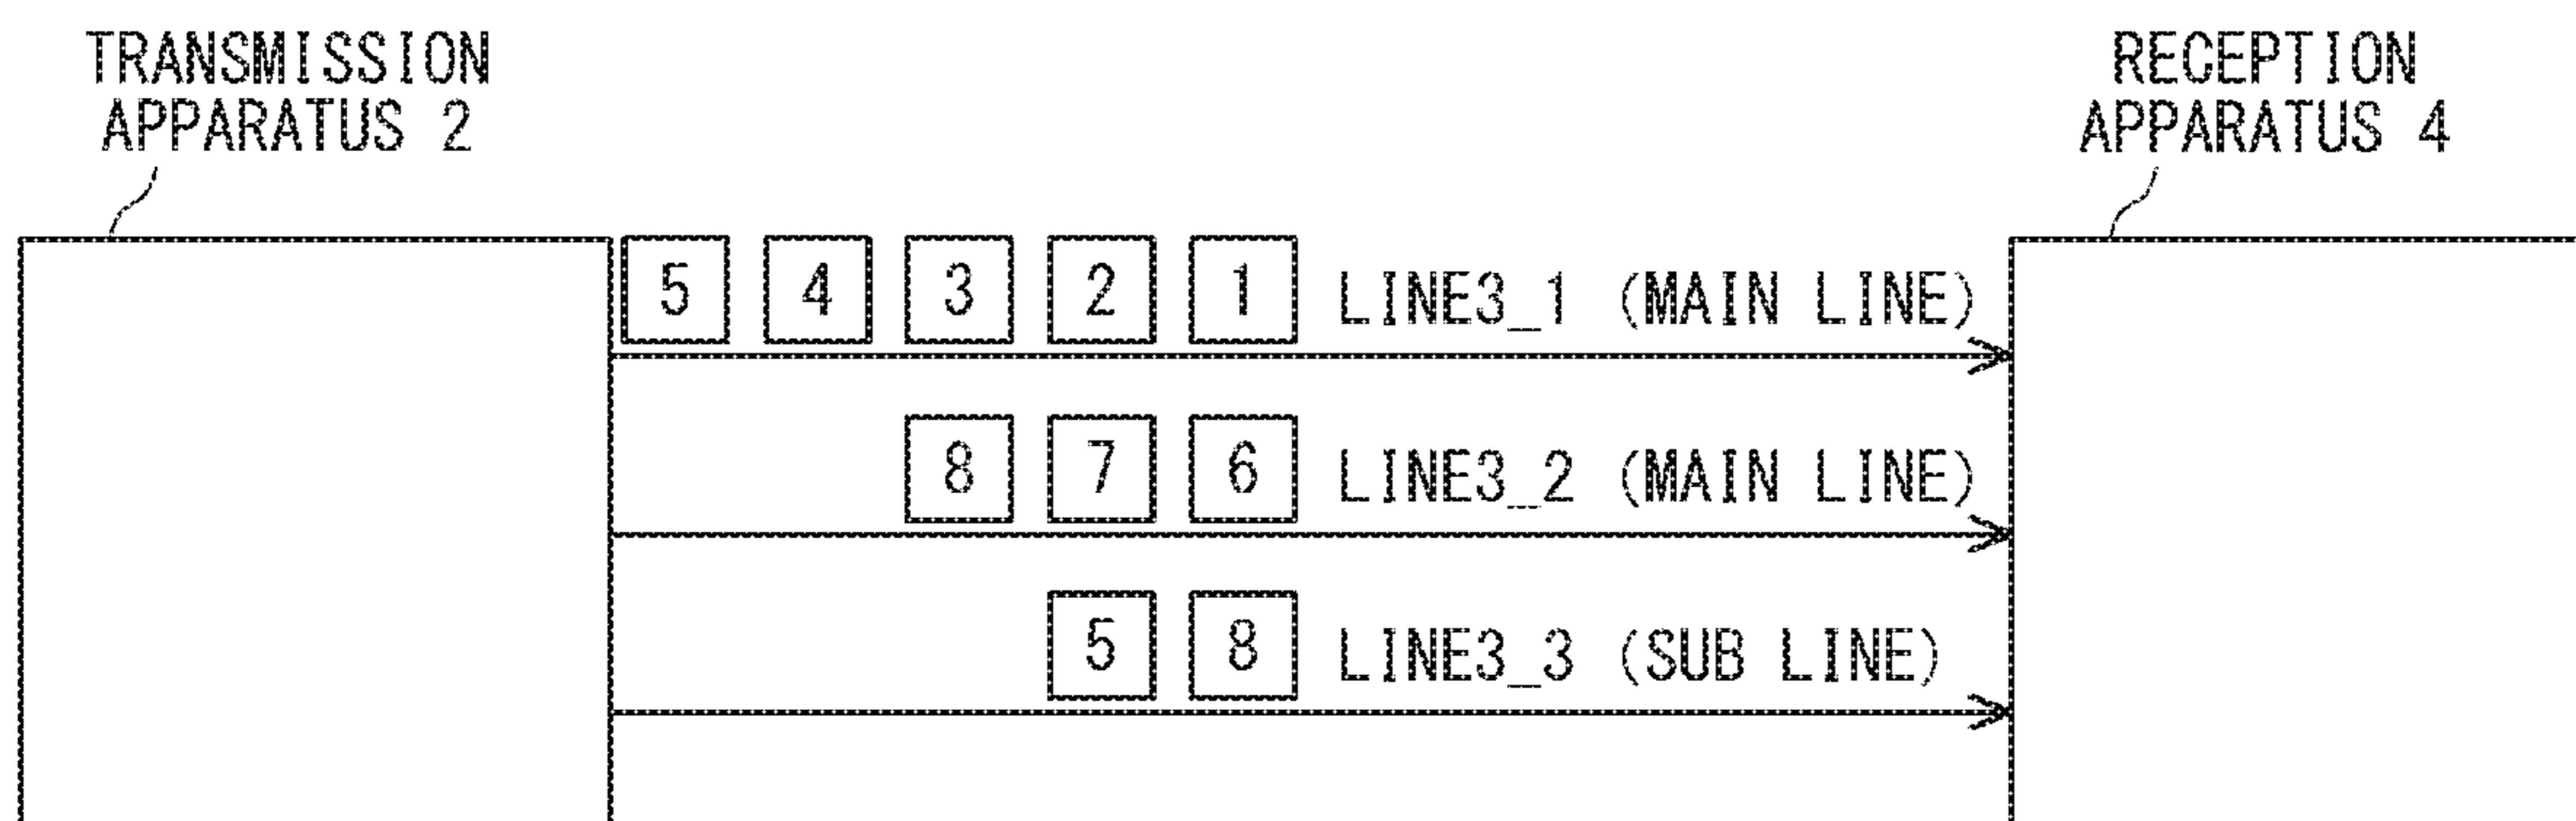 TRANSMISSION
APPARATUS 2
RECEPTION
APPARATUS 4
5 4 3 2 1 LINE3_1 (MAIN LINE)
8 7 6 LINE3_2 (MAIN LINE)
5 8 LINE3_3 (SUB LINE)